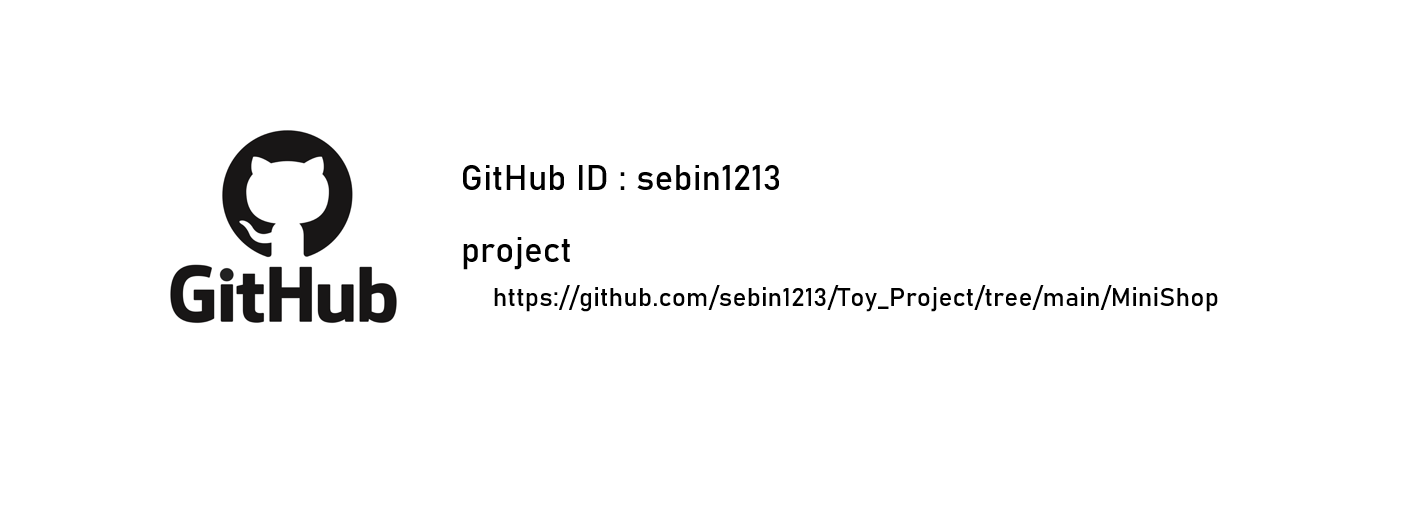 GitHub
GitHub ID : sebin1213
project
https://github.com/sebin1213/Toy_Project/tree/main/MiniShop